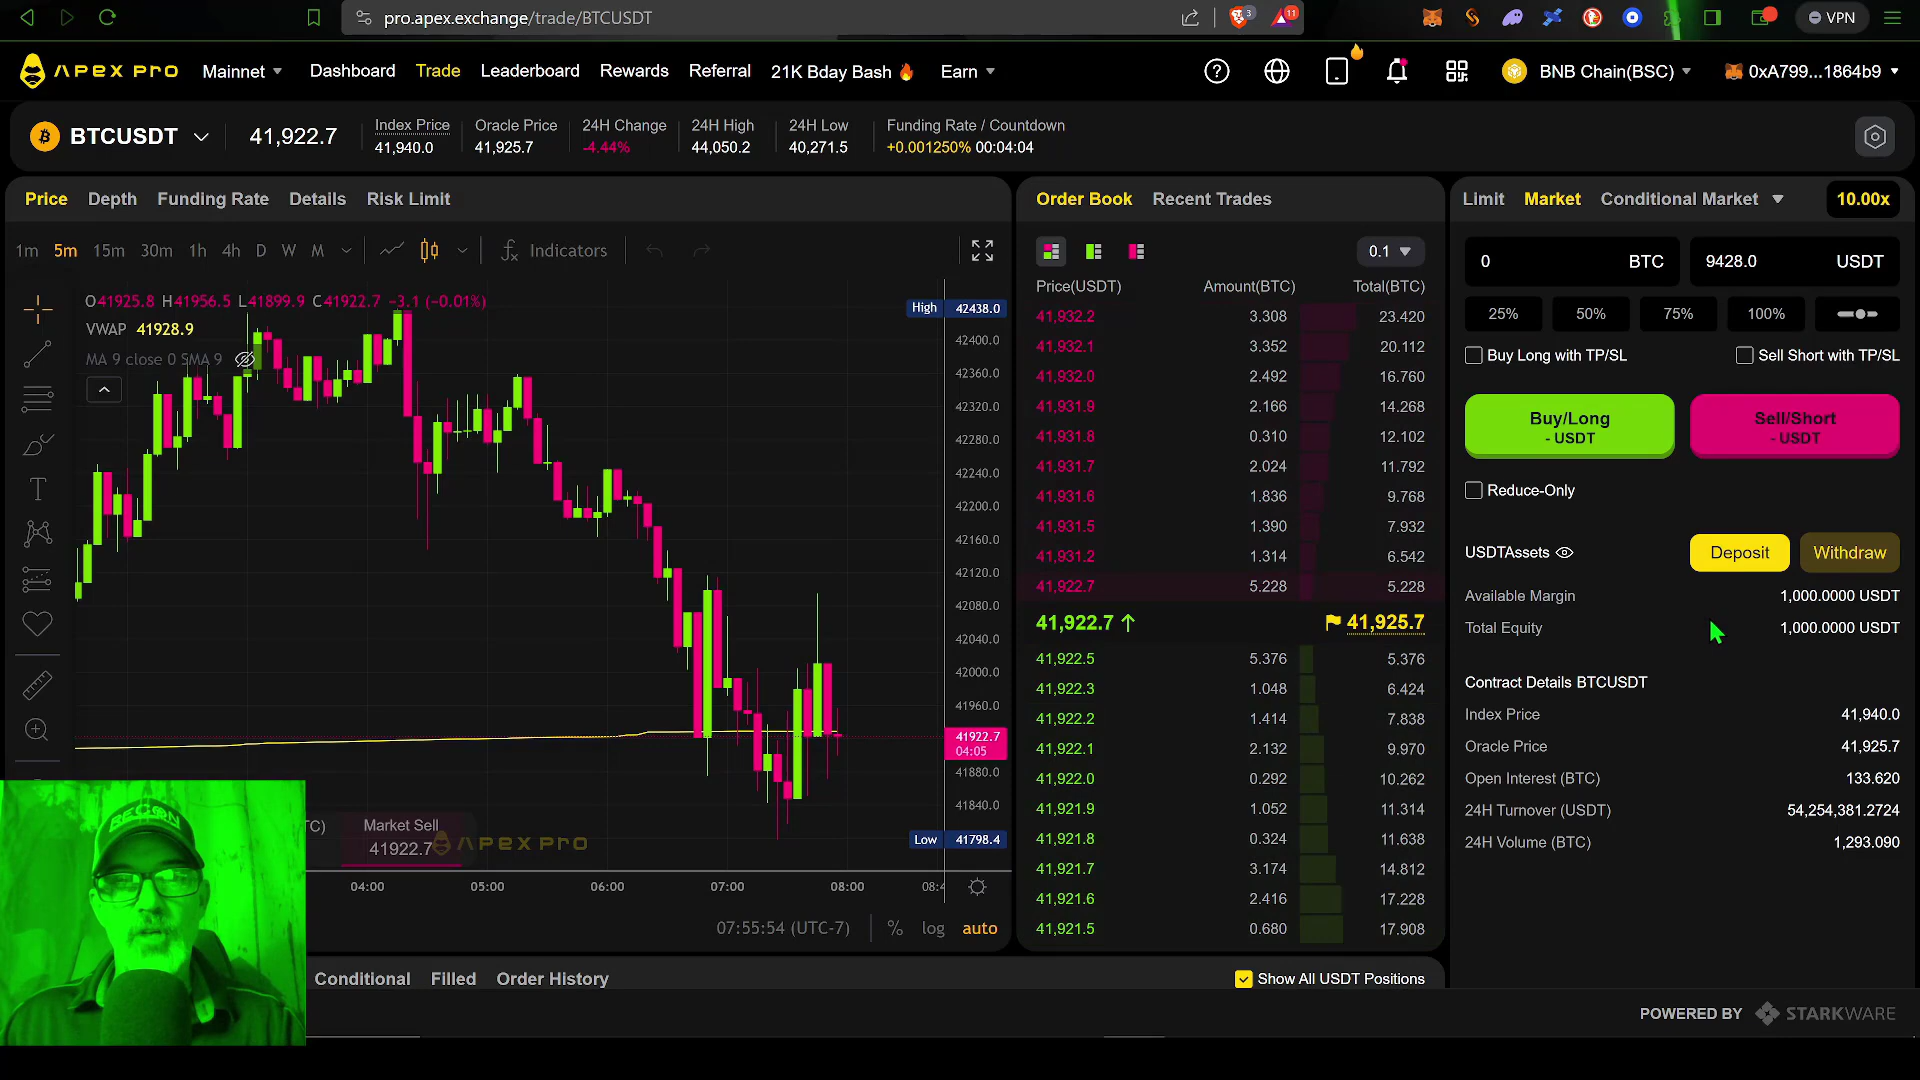 pro.apex.exchange/trade/BTCUSDT
3
11
VPN
APEX PRO
Mainnet
Dashboard
Trade
Leaderboard
Rewards
Referral
21K Bday Bash
Earn
BNB Chain(BSC)
0xA799...1864b9
BTCUSDT
41,922.7
Index Price
41,940.0
Oracle Price
41,925.7
24H Change
-4.44%
24H High
44,050.2
24H Low
40,271.5
Funding Rate / Countdown
+0.001250% 00:04:04
Price Depth Funding Rate Details Risk Limit
1m 5m 15m 30m 1h 4h D W M
Indicators
O41925.8 H41956.5 L41899.9 C41922.7 -3.1 (-0.01%)
VWAP 41928.9
MA 9 close 0 SMA 9
High 42438.0
42400.0
42360.0
42320.0
42280.0
42240.0
42200.0
42160.0
42120.0
42080.0
42040.0
42000.0
41960.0
41922.7
04:05
41880.0
41840.0
Low 41798.4
TC)
Market Sell
41922.7
APEX PRO
04:00 05:00 06:00 07:00 08:00 08:4
07:55:54 (UTC-7) % log auto
Order Book Recent Trades
0.1
Price(USDT) Amount(BTC) Total(BTC)
41,932.2 3.308 23.420
41,932.1 3.352 20.112
41,932.0 2.492 16.760
41,931.9 2.166 14.268
41,931.8 0.310 12.102
41,931.7 2.024 11.792
41,931.6 1.836 9.768
41,931.5 1.390 7.932
41,931.2 1.314 6.542
41,922.7 5.228 5.228
41,922.7 41,925.7
41,922.5 5.376 5.376
41,922.3 1.048 6.424
41,922.2 1.414 7.838
41,922.1 2.132 9.970
41,922.0 0.292 10.262
41,921.9 1.052 11.314
41,921.8 0.324 11.638
41,921.7 3.174 14.812
41,921.6 2.416 17.228
41,921.5 0.680 17.908
Limit Market Conditional Market 10.00x
0 BTC 9428.0 USDT
25% 50% 75% 100%
Buy Long with TP/SL Sell Short with TP/SL
Buy/Long
- USDT
Sell/Short
- USDT
Reduce-Only
USDTAssets Deposit Withdraw
Available Margin 1,000.0000 USDT
Total Equity 1,000.0000 USDT
Contract Details BTCUSDT
Index Price 41,940.0
Oracle Price 41,925.7
Open Interest (BTC) 133.620
24H Turnover (USDT) 54,254,381.2724
24H Volume (BTC) 1,293.090
Conditional Filled Order History
Show All USDT Positions
POWERED BY STARKWARE
BECON